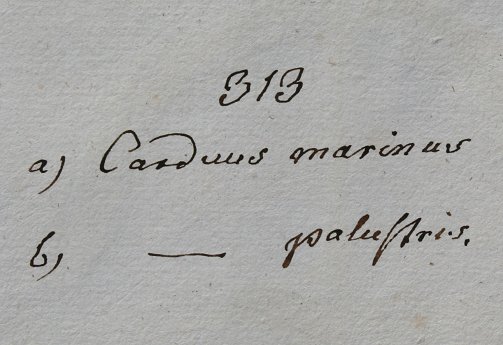 313
a) Carduus marinus
b) — paluſtris.